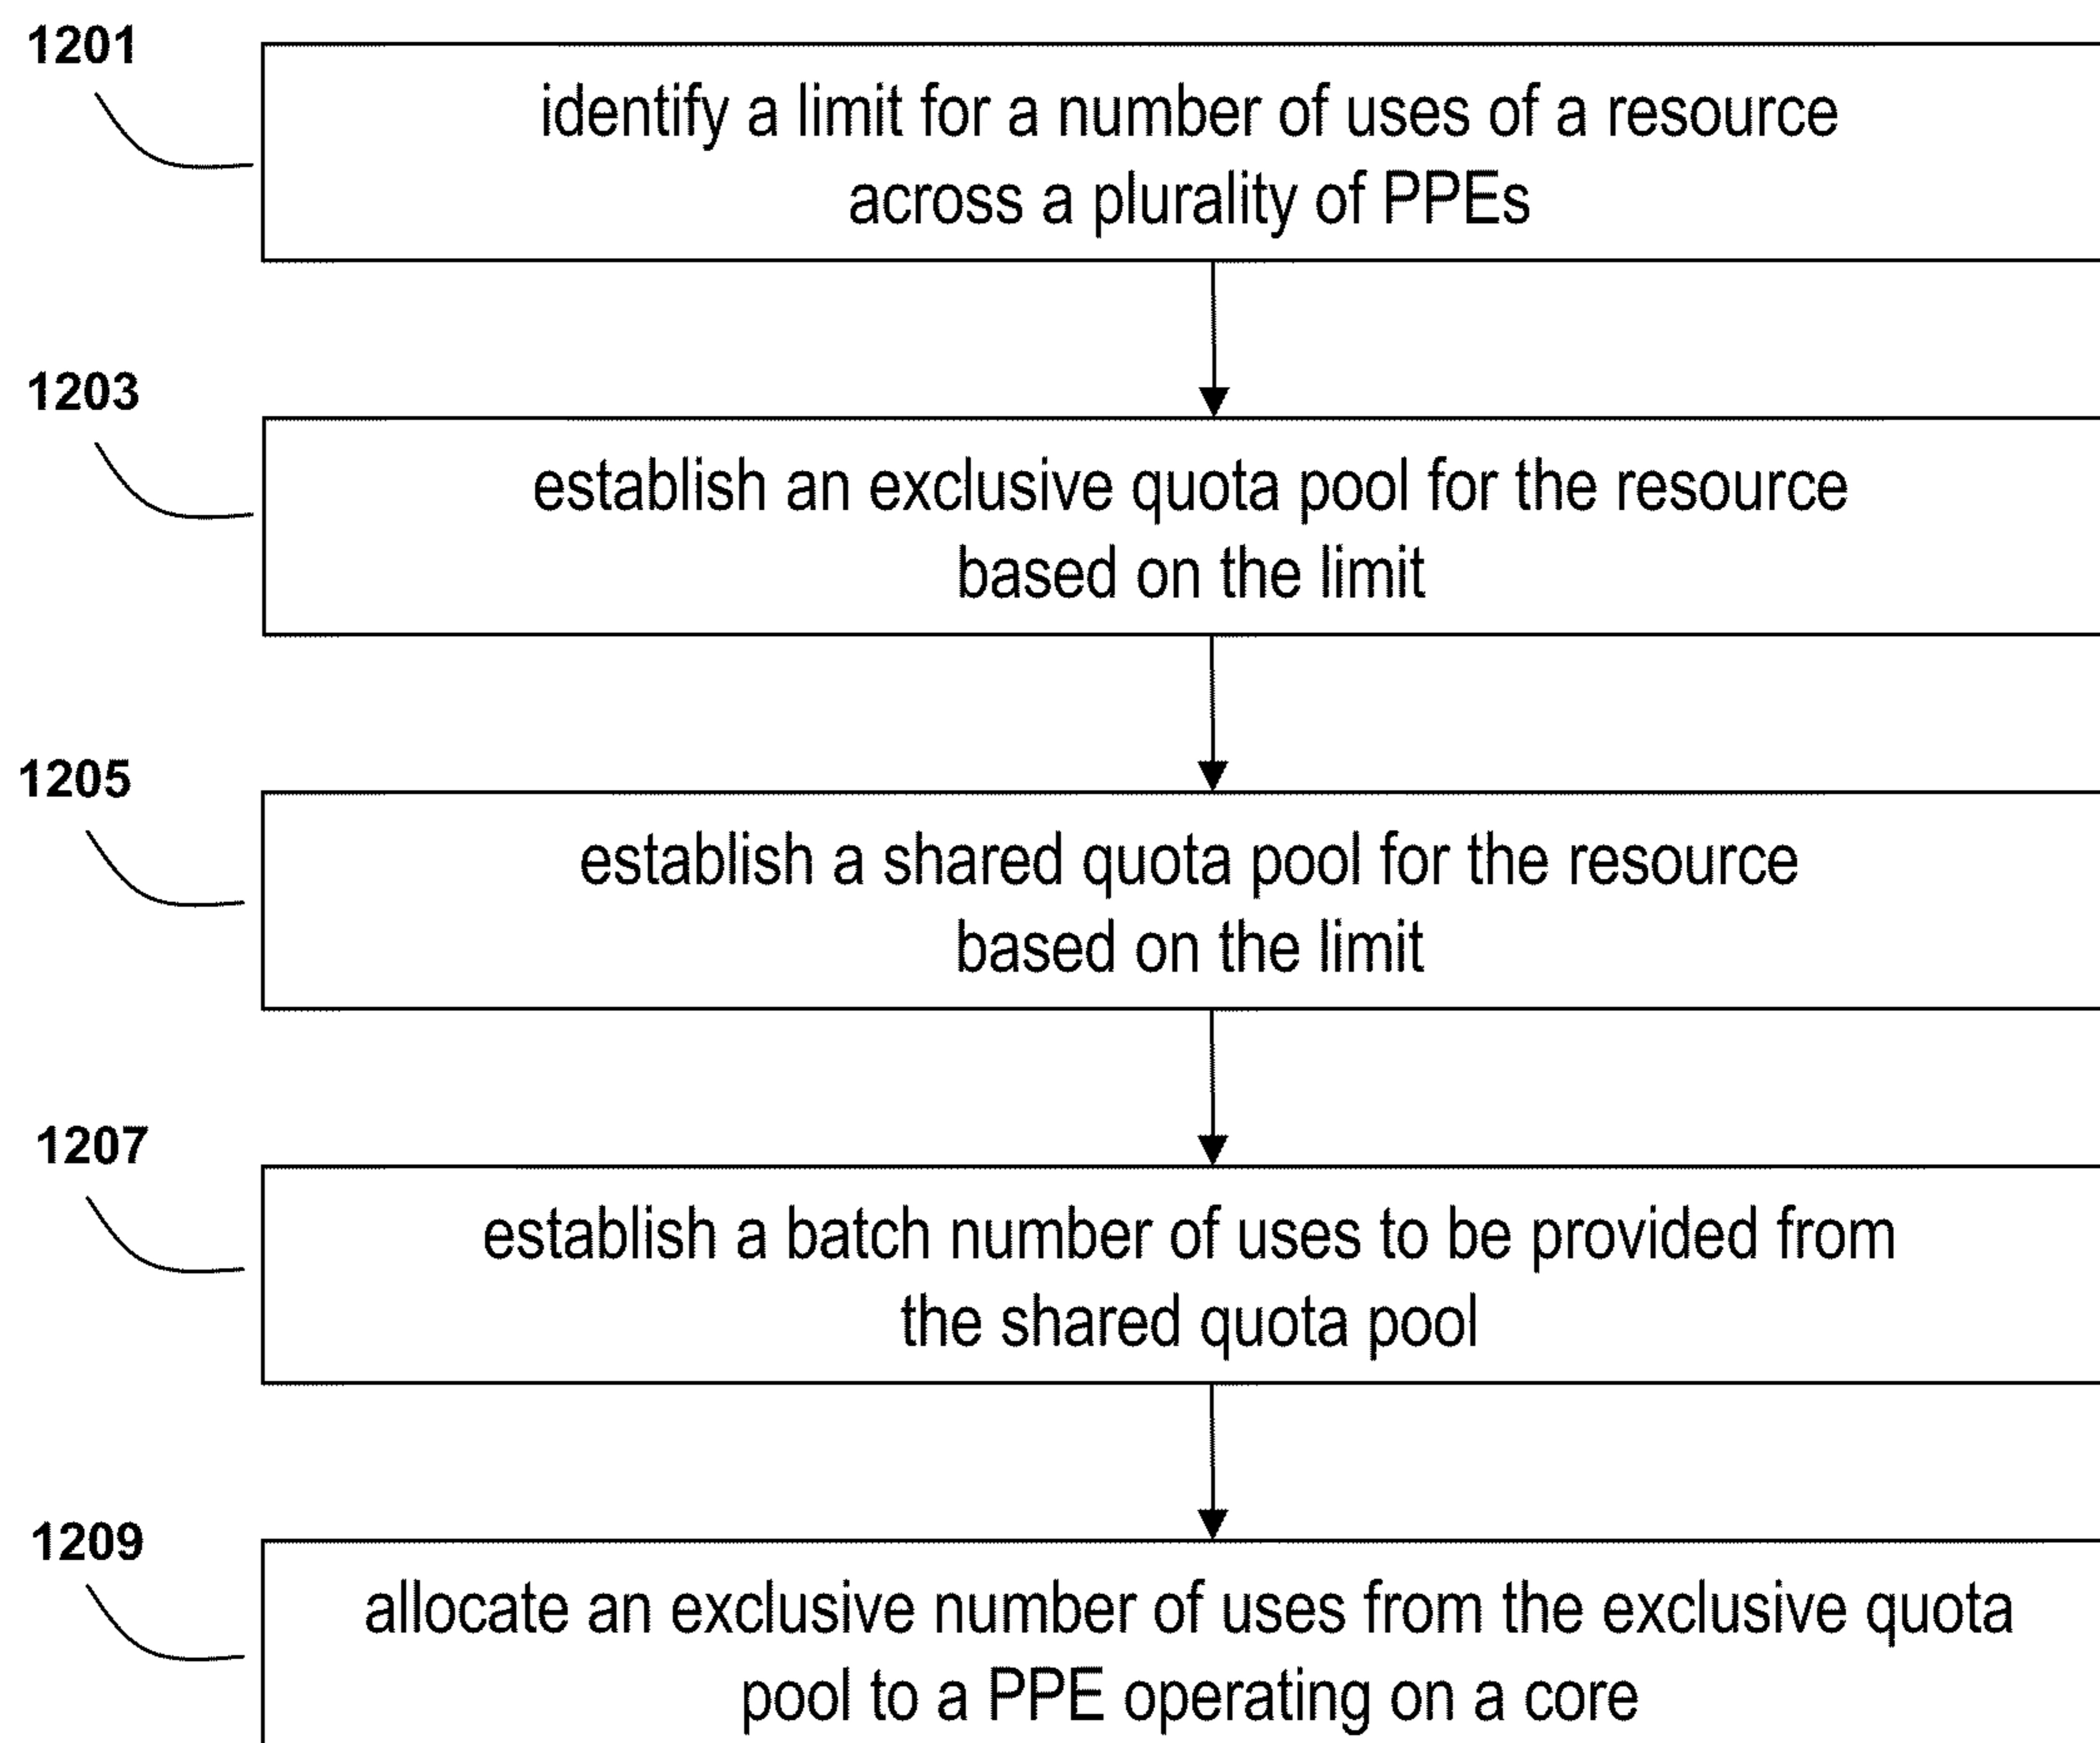 1201
identify a limit for a number of uses of a resource
across a plurality of PPEs
1203
establish an exclusive quota pool for the resource
based on the limit
1205
establish a shared quota pool for the resource
based on the limit
1207
establish a batch number of uses to be provided from
the shared quota pool
1209
allocate an exclusive number of uses from the exclusive quota
pool to a PPE operating on a core